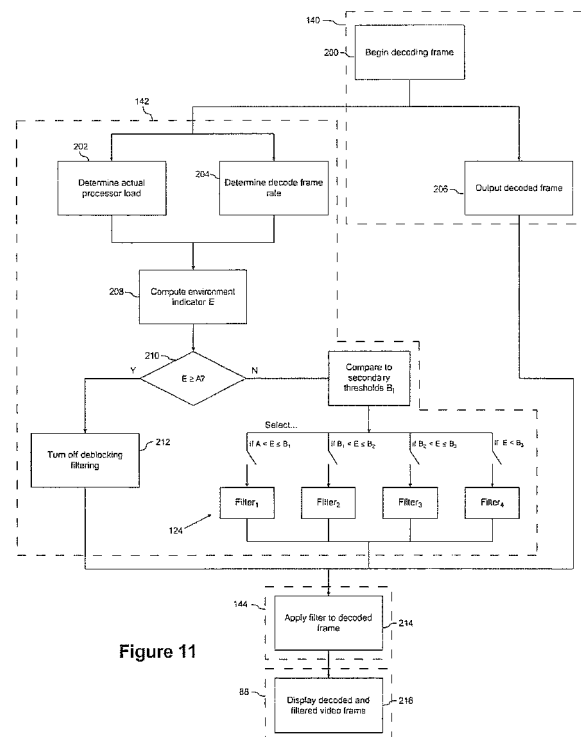 140
200
Begin decoding frame
142
202
Determine actual
processor load
204
Determine decode frame
rate
206
Output decoded frame
208
Compute environment
indicator E
210
Y
E ≥ A?
N
Compare to
secondary
thresholds B₁
212
Turn off deblocking
filtering
Select...
if A < E ≤ B₁
if B₁ < E ≤ B₂
if B₂ < E ≤ B₃
if E < B₃
Filter₁
Filter₂
Filter₃
Filter₄
124
144
Apply filter to decoded
frame
214
Figure 11
88
Display decoded and
filtered video frame
216